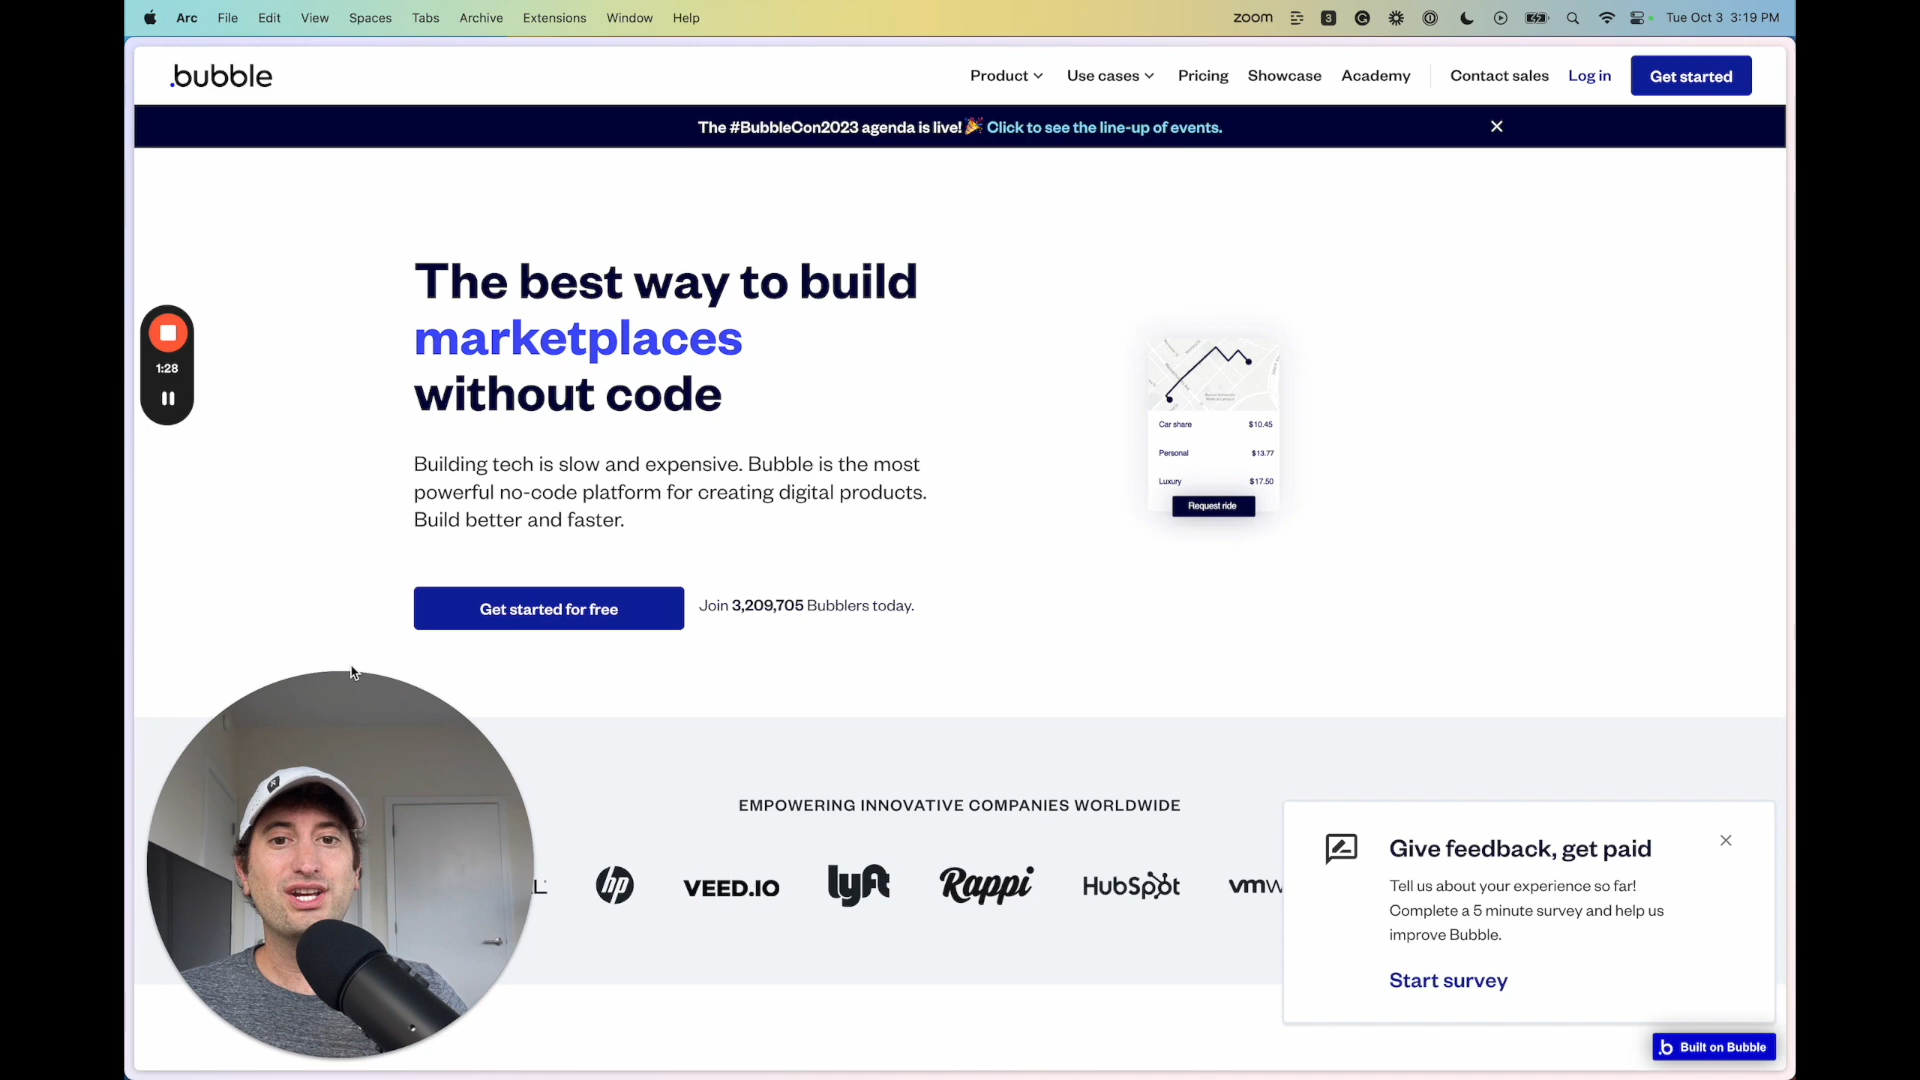 Arc File Edit View Spaces Tabs Archive Extensions Window Help zoom 3 Tue Oct 3 3:19 PM
.bubble Product Use cases Pricing Showcase Academy Contact sales Log in Get started
The #BubbleCon2023 agenda is live! 🎉 Click to see the line-up of events.
The best way to build
marketplaces
without code
1:28
Building tech is slow and expensive. Bubble is the most
powerful no-code platform for creating digital products.
Build better and faster.
Car share $10.45
Personal $13.77
Luxury $17.50
Request ride
Get started for free Join 3,209,705 Bubblers today.
EMPOWERING INNOVATIVE COMPANIES WORLDWIDE
L hp VEED.IO lyft Rappi HubSpot vmw
Give feedback, get paid
Tell us about your experience so far!
Complete a 5 minute survey and help us
improve Bubble.
Start survey
.b Built on Bubble